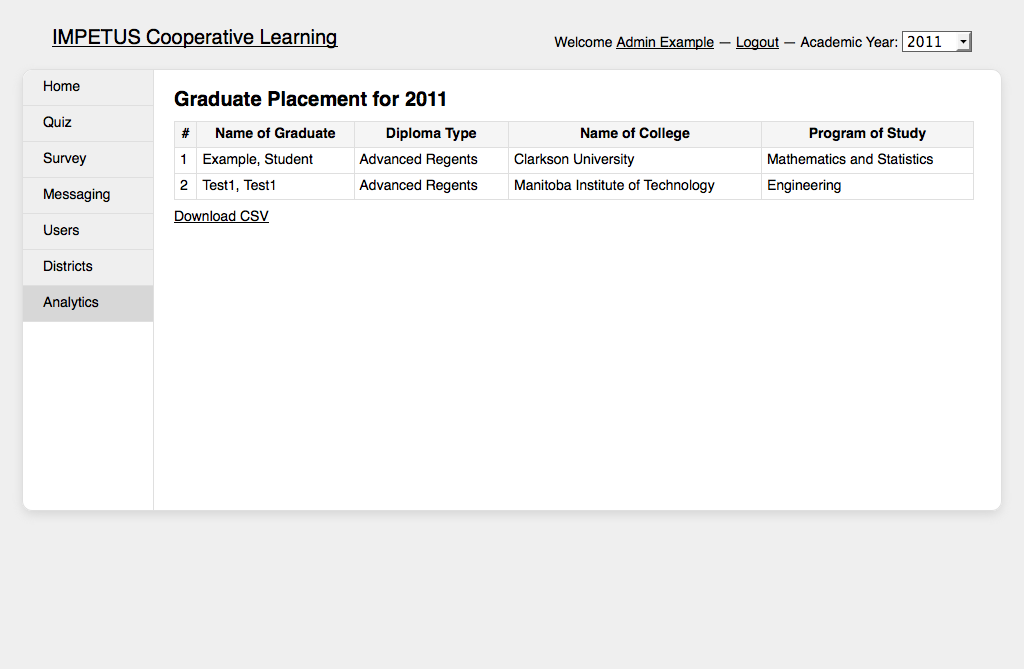 IMPETUS Cooperative Learning
Welcome Admin Example — Logout — Academic Year: 2011
Home
Quiz
Survey
Messaging
Users
Districts
Analytics
Graduate Placement for 2011
# Name of Graduate Diploma Type Name of College Program of Study
1 Example, Student Advanced Regents Clarkson University Mathematics and Statistics
2 Test1, Test1 Advanced Regents Manitoba Institute of Technology Engineering
Download CSV